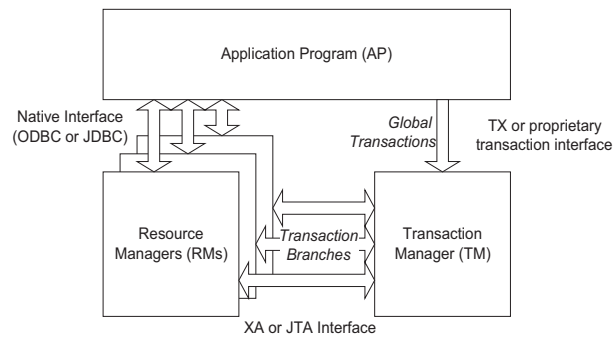 Application Program (AP)
Native Interface
(ODBC or JDBC)
Global
Transactions
TX or proprietary
transaction interface
Resource
Managers (RMs)
Transaction
Branches
Transaction
Manager (TM)
XA or JTA Interface